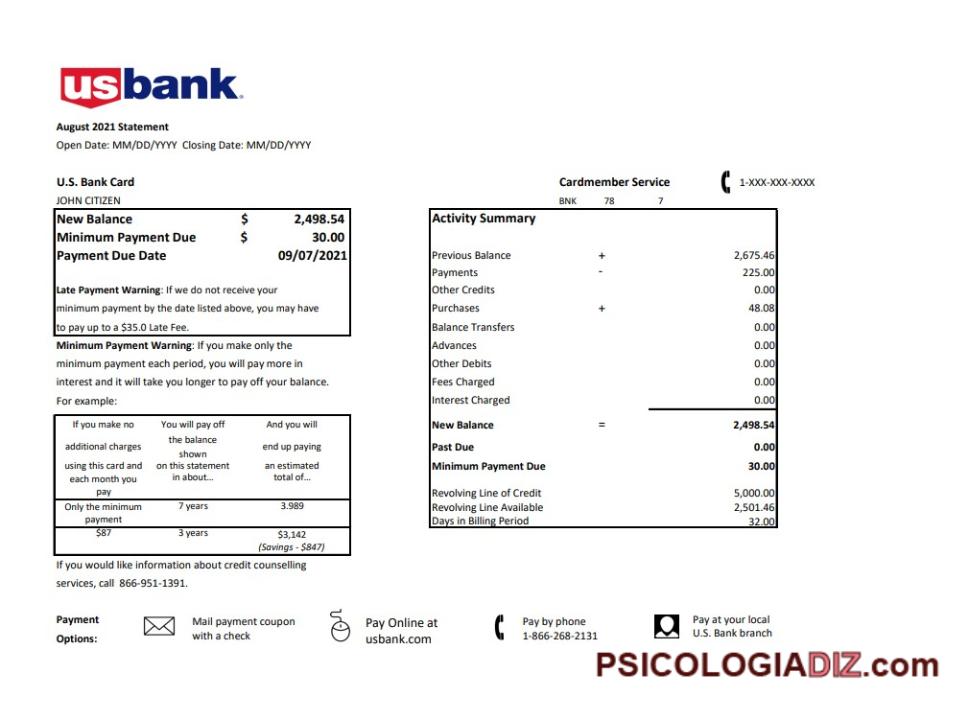 usbank.
August 2021 Statement
Open Date: MM/DD/YYYY Closing Date: MM/DD/YYYY
U.S. Bank Card
JOHN CITIZEN
New Balance $ 2,498.54
Minimum Payment Due $ 30.00
Payment Due Date 09/07/2021
Late Payment Warning: If we do not receive your
minimum payment by the date listed above, you may have
to pay up to a $35.0 Late Fee.
Minimum Payment Warning: If you make only the
minimum payment each period, you will pay more in
interest and it will take you longer to pay off your balance.
For example:
If you make no
additional charges
using this card and
each month you
pay
You will pay off
the balance
shown
on this statement
in about...
And you will
end up paying
an estimated
total of...
Only the minimum
payment
7 years
3.989
$87
3 years
$3,142
(Savings - $847)
If you would like information about credit counselling
services, call 866-951-1391.
Cardmember Service
1-XXX-XXX-XXXX
BNK 78 7
Activity Summary
Previous Balance + 2,675.46
Payments - 225.00
Other Credits 0.00
Purchases + 48.08
Balance Transfers 0.00
Advances 0.00
Other Debits 0.00
Fees Charged 0.00
Interest Charged 0.00
New Balance = 2,498.54
Past Due 0.00
Minimum Payment Due 30.00
Revolving Line of Credit 5,000.00
Revolving Line Available 2,501.46
Days in Billing Period 32.00
Payment
Options:
Mail payment coupon
with a check
Pay Online at
usbank.com
Pay by phone
1-866-268-2131
Pay at your local
U.S. Bank branch
PSICOLOGIADIZ.com